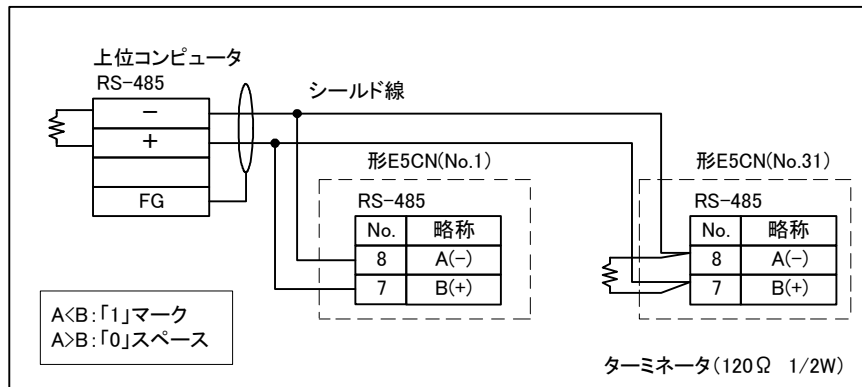 上位コンピュータ
RS-485
−
+
FG
シールド線
形E5CN(No.1)
RS-485
No. 略称
8 A(−)
7 B(+)
形E5CN(No.31)
RS-485
No. 略称
8 A(−)
7 B(+)
A<B:「1」マーク
A>B:「0」スペース
ターミネータ(120Ω 1/2W)